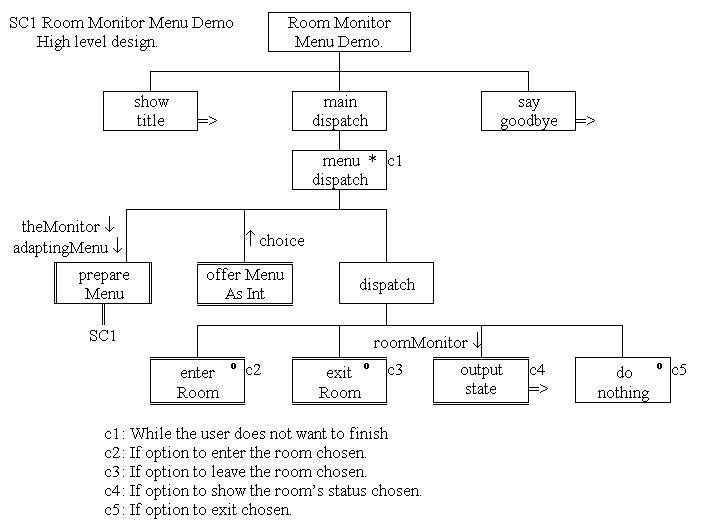 SC1 Room Monitor Menu Demo
High level design.
Room Monitor
Menu Demo.
show
title =>
main
dispatch
say
goodbye =>
menu * c1
dispatch
theMonitor ↓
adaptingMenu ↓
↑ choice
prepare
Menu
SC1
offer Menu
As Int
dispatch
roomMonitor ↓
enter o c2
Room
exit o c3
Room
output c4
state =>
do o c5
nothing
c1: While the user does not want to finish
c2: If option to enter the room chosen.
c3: If option to leave the room chosen.
c4: If option to show the room's status chosen.
c5: If option to exit chosen.